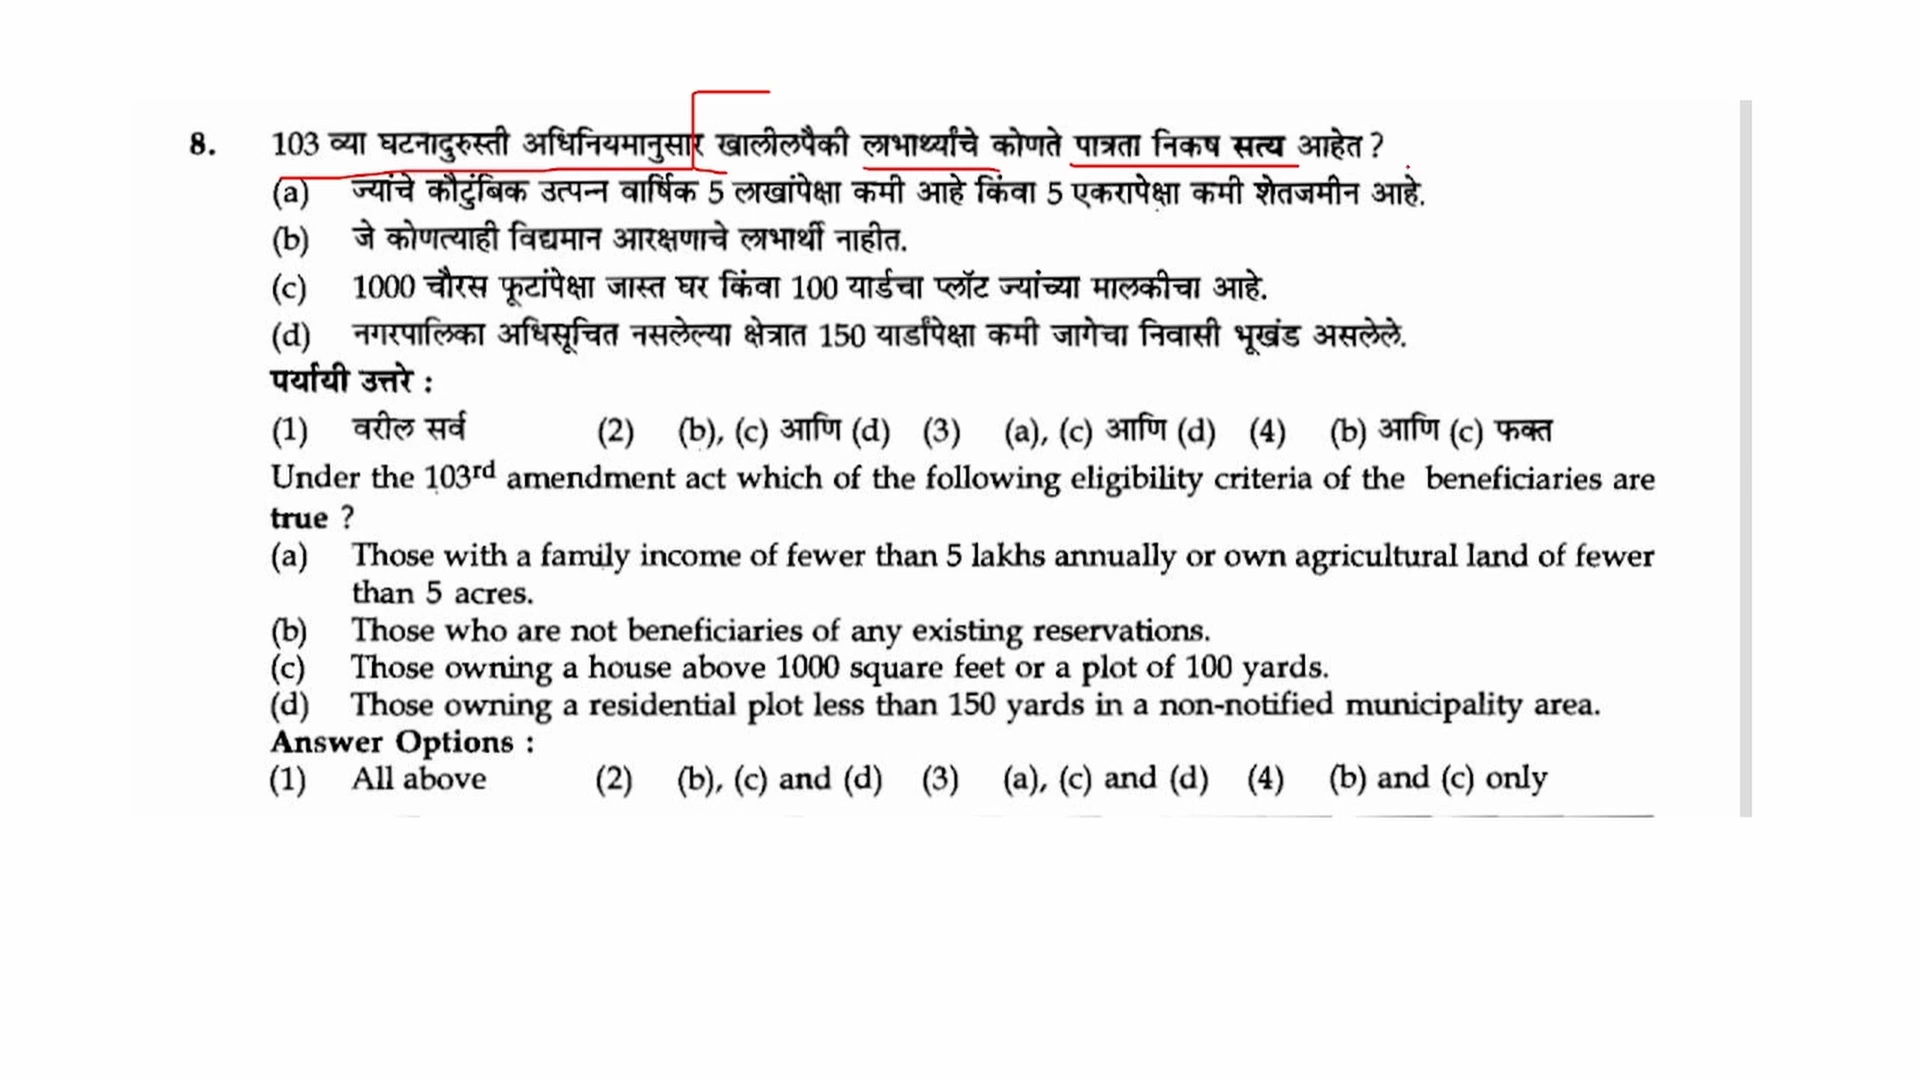 8. 103 व्या घटनादुरुस्ती अधिनियमानुसार खालीलपैकी लाभार्थ्यांचे कोणते पात्रता निकष सत्य आहेत ?
(a) ज्यांचे कौटुंबिक उत्पन्न वार्षिक 5 लाखांपेक्षा कमी आहे किंवा 5 एकरापेक्षा कमी शेतजमीन आहे.
(b) जे कोणत्याही विद्यमान आरक्षणाचे लाभार्थी नाहीत.
(c) 1000 चौरस फूटांपेक्षा जास्त घर किंवा 100 यार्डचा प्लॉट ज्यांच्या मालकीचा आहे.
(d) नगरपालिका अधिसूचित नसलेल्या क्षेत्रात 150 यार्डांपेक्षा कमी जागेचा निवासी भूखंड असलेले.
पर्यायी उत्तरे :
(1) वरील सर्व (2) (b), (c) आणि (d) (3) (a), (c) आणि (d) (4) (b) आणि (c) फक्त
Under the 103rd amendment act which of the following eligibility criteria of the beneficiaries are
true ?
(a) Those with a family income of fewer than 5 lakhs annually or own agricultural land of fewer
than 5 acres.
(b) Those who are not beneficiaries of any existing reservations.
(c) Those owning a house above 1000 square feet or a plot of 100 yards.
(d) Those owning a residential plot less than 150 yards in a non-notified municipality area.
Answer Options :
(1) All above (2) (b), (c) and (d) (3) (a), (c) and (d) (4) (b) and (c) only